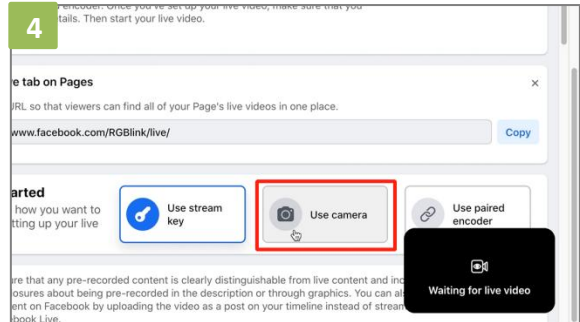 4
encoder. Once you've set up your live video, make sure that you
tails. Then start your live video.
e tab on Pages
URL so that viewers can find all of your Page's live videos in one place.
www.facebook.com/RGBlink/live/
Copy
arted
how you want to
tting up your live
Use stream
key
Use camera
Use paired
encoder
Waiting for live video
re that any pre-recorded content is clearly distinguishable from live content and inc
osures about being pre-recorded in the description or through graphics. You can al
ent on Facebook by uploading the video as a post on your timeline instead of stream
ebook Live.